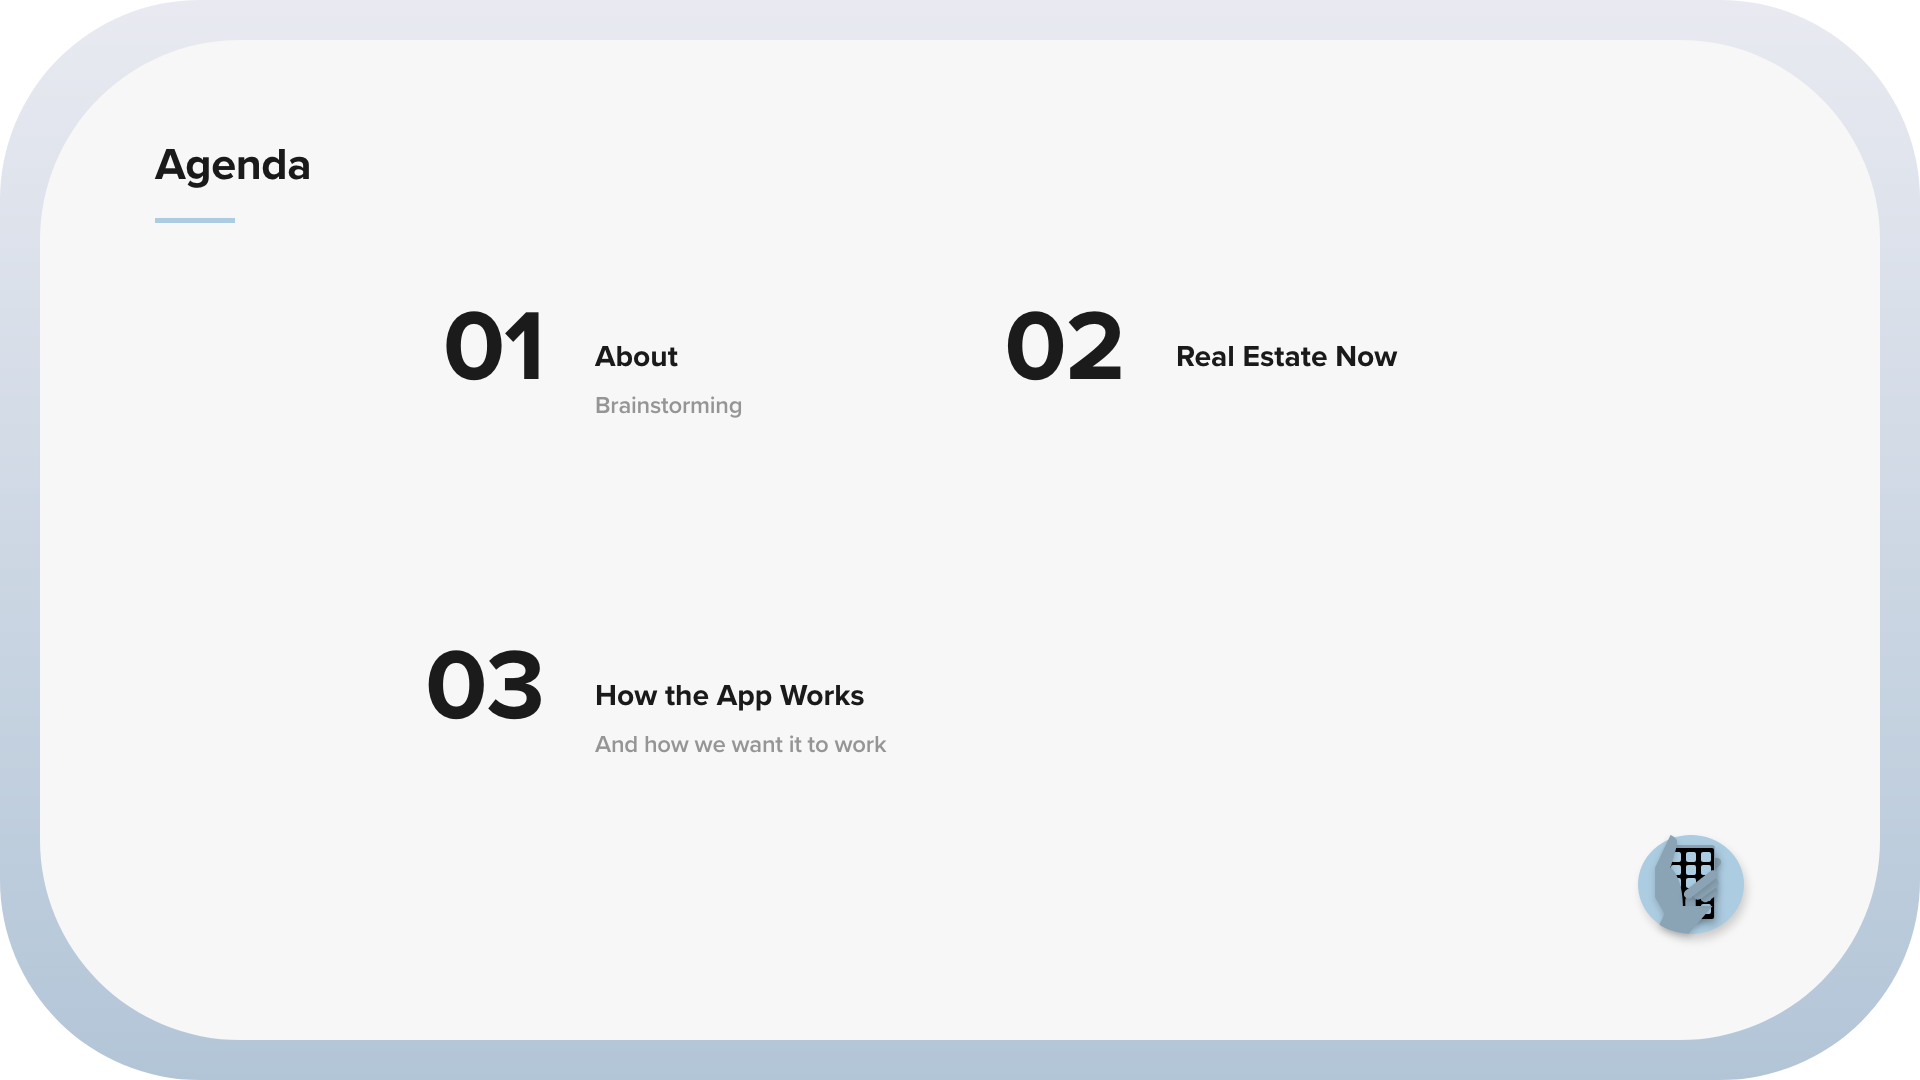 Agenda
01
About
Brainstorming
02
Real Estate Now
03
How the App Works
And how we want it to work